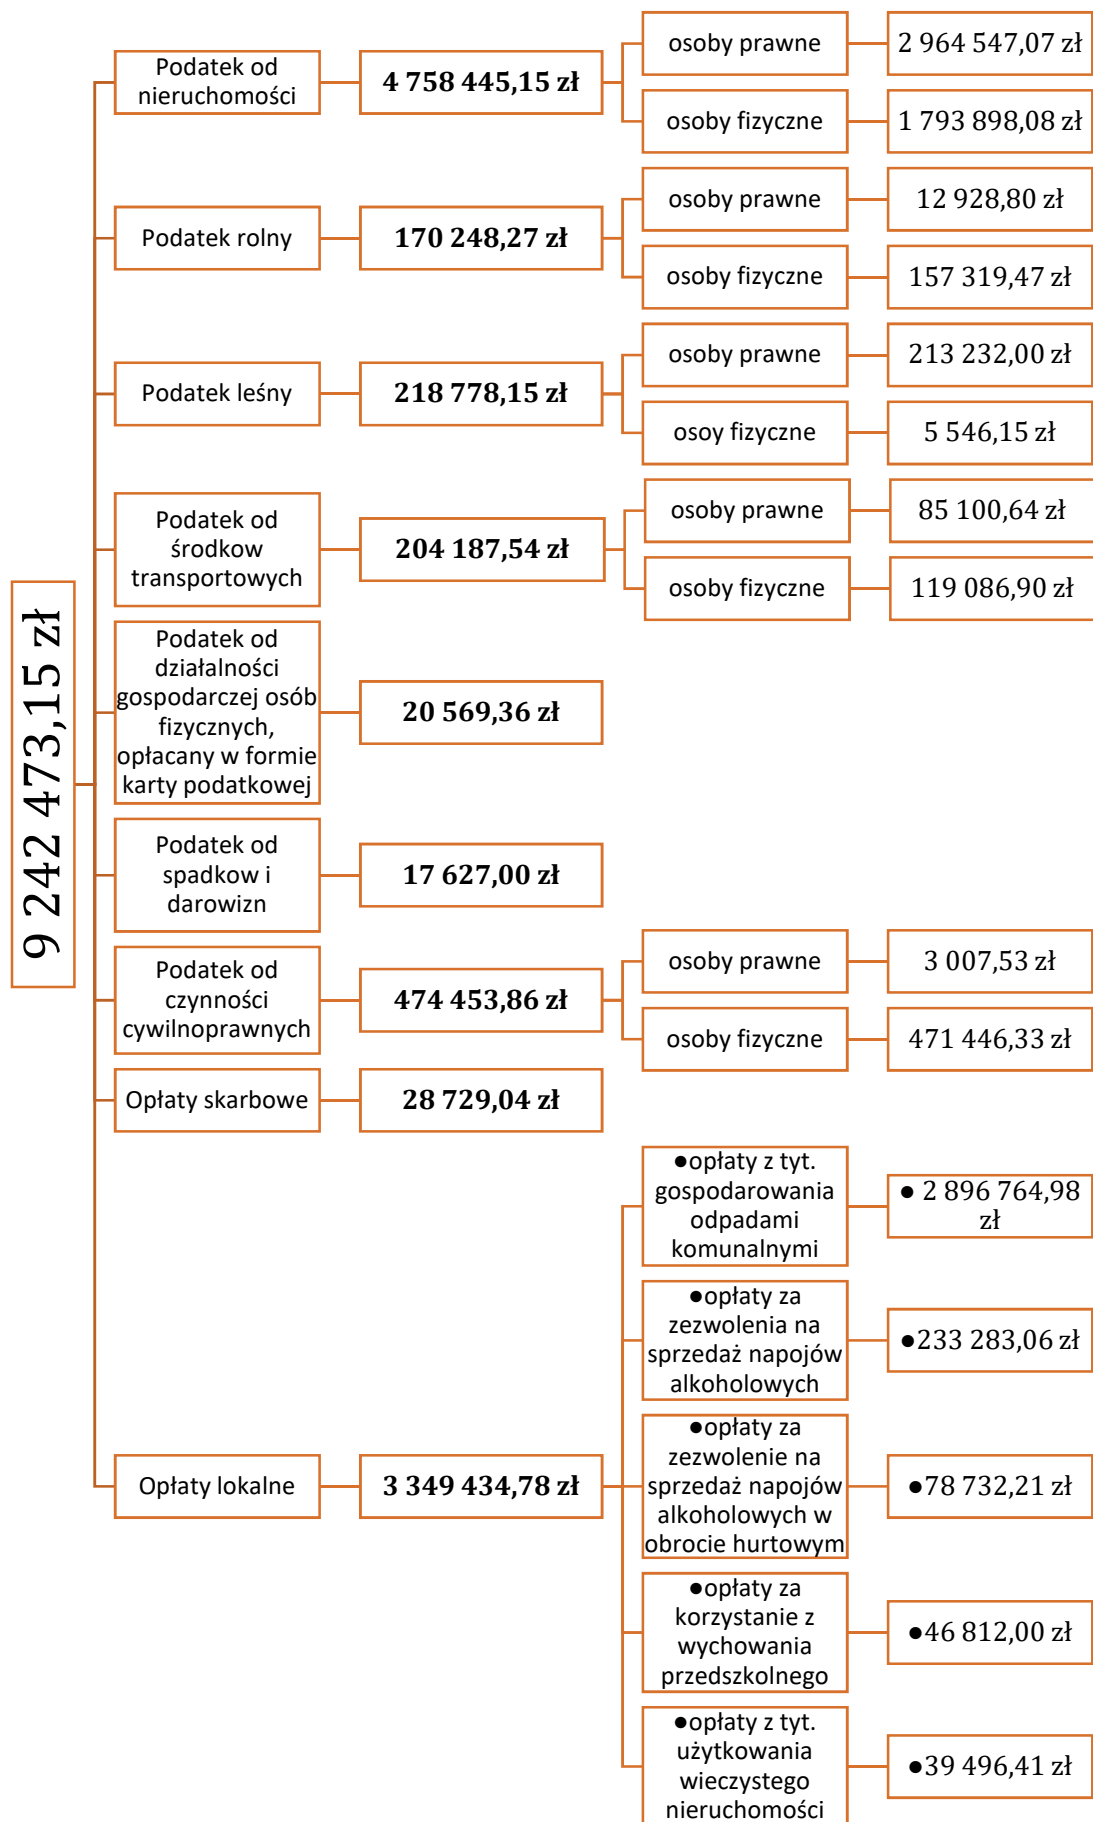 9 242 473,15 zł
Podatek od
nieruchomości
4 758 445,15 zł
osoby prawne
2 964 547,07 zł
osoby fizyczne
1 793 898,08 zł
Podatek rolny
170 248,27 zł
osoby prawne
12 928,80 zł
osoby fizyczne
157 319,47 zł
Podatek leśny
218 778,15 zł
osoby prawne
213 232,00 zł
osoy fizyczne
5 546,15 zł
Podatek od
środkow
transportowych
204 187,54 zł
osoby prawne
85 100,64 zł
osoby fizyczne
119 086,90 zł
Podatek od
działalności
gospodarczej osób
fizycznych,
opłacany w formie
karty podatkowej
20 569,36 zł
Podatek od
spadkow i
darowizn
17 627,00 zł
Podatek od
czynności
cywilnoprawnych
474 453,86 zł
osoby prawne
3 007,53 zł
osoby fizyczne
471 446,33 zł
Opłaty skarbowe
28 729,04 zł
Opłaty lokalne
3 349 434,78 zł
●opłaty z tyt.
gospodarowania
odpadami
komunalnymi
● 2 896 764,98
zł
●opłaty za
zezwolenia na
sprzedaż napojów
alkoholowych
●233 283,06 zł
●opłaty za
zezwolenie na
sprzedaż napojów
alkoholowych w
obrocie hurtowym
●78 732,21 zł
●opłaty za
korzystanie z
wychowania
przedszkolnego
●46 812,00 zł
●opłaty z tyt.
użytkowania
wieczystego
nieruchomości
●39 496,41 zł